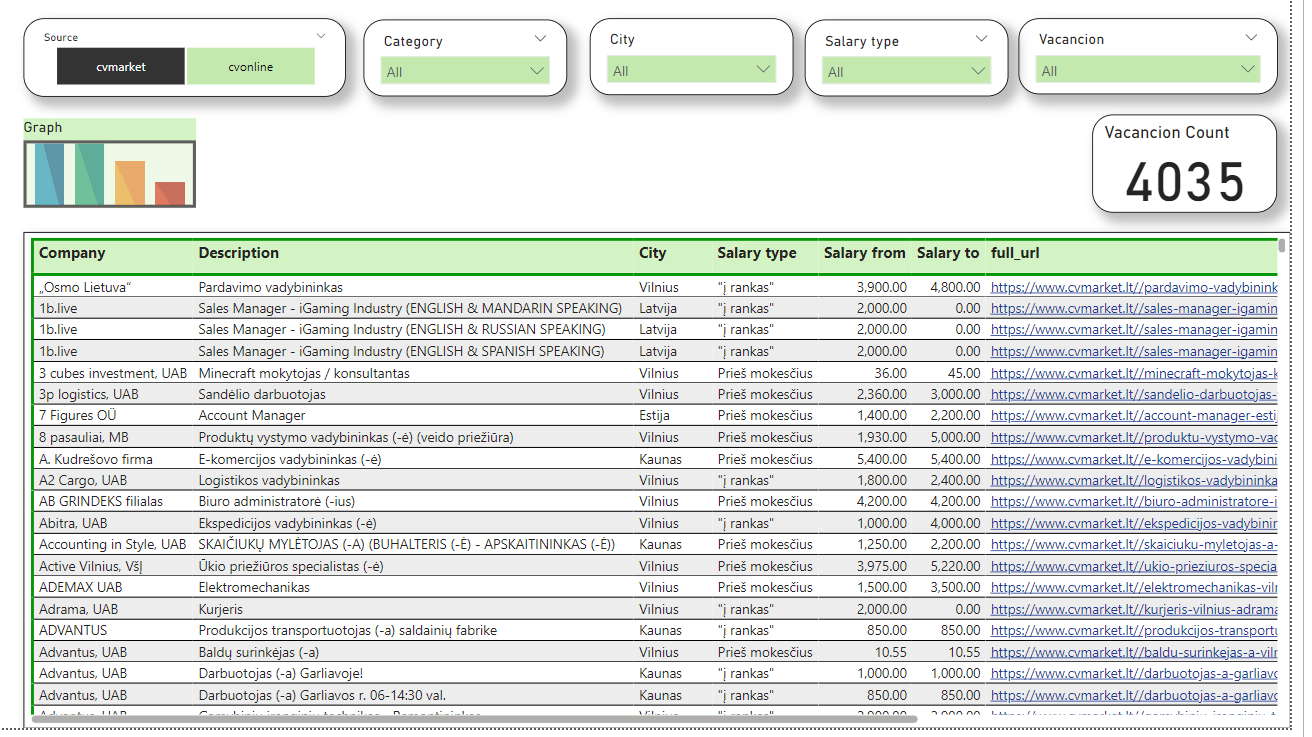 Source
cvmarket cvonline
Category
All
City
All
Salary type
All
Vacancion
All
Graph
Vacancion Count
4035
Company Description City Salary type Salary from Salary to full_url
„Osmo Lietuva“ Pardavimo vadybininkas Vilnius "į rankas" 3,900.00 4,800.00 https://www.cvmarket.lt//pardavimo-vadybinink
1b.live Sales Manager - iGaming Industry (ENGLISH & MANDARIN SPEAKING) Latvija "į rankas" 2,000.00 0.00 https://www.cvmarket.lt//sales-manager-igamin
1b.live Sales Manager - iGaming Industry (ENGLISH & RUSSIAN SPEAKING) Latvija "į rankas" 2,000.00 0.00 https://www.cvmarket.lt//sales-manager-igamin
1b.live Sales Manager - iGaming Industry (ENGLISH & SPANISH SPEAKING) Latvija "į rankas" 2,000.00 0.00 https://www.cvmarket.lt//sales-manager-igamin
3 cubes investment, UAB Minecraft mokytojas / konsultantas Vilnius Prieš mokesčius 36.00 45.00 https://www.cvmarket.lt//minecraft-mokytojas-k
3p logistics, UAB Sandėlio darbuotojas Vilnius Prieš mokesčius 2,360.00 3,000.00 https://www.cvmarket.lt//sandelio-darbuotojas-
7 Figures OÜ Account Manager Estija Prieš mokesčius 1,400.00 2,200.00 https://www.cvmarket.lt//account-manager-esti
8 pasauliai, MB Produktų vystymo vadybininkas (-ė) (veido priežiūra) Vilnius Prieš mokesčius 1,930.00 5,000.00 https://www.cvmarket.lt//produktu-vystymo-vad
A. Kudrešovo firma E-komercijos vadybininkas (-ė) Kaunas Prieš mokesčius 5,400.00 5,400.00 https://www.cvmarket.lt//e-komercijos-vadybini
A2 Cargo, UAB Logistikos vadybininkas Vilnius "į rankas" 1,800.00 2,400.00 https://www.cvmarket.lt//logistikos-vadybininka
AB GRINDEKS filialas Biuro administratorė (-ius) Vilnius Prieš mokesčius 4,200.00 4,200.00 https://www.cvmarket.lt//biuro-administratore-i
Abitra, UAB Ekspedicijos vadybininkas (-ė) Vilnius "į rankas" 1,000.00 4,000.00 https://www.cvmarket.lt//ekspedicijos-vadybinin
Accounting in Style, UAB SKAIČIUKŲ MYLĖTOJAS (-A) (BUHALTERIS (-Ė) - APSKAITININKAS (-Ė)) Kaunas Prieš mokesčius 1,250.00 2,200.00 https://www.cvmarket.lt//skaiciuku-myletojas-a-
Active Vilnius, VšĮ Ūkio priežiūros specialistas (-ė) Vilnius Prieš mokesčius 3,975.00 5,220.00 https://www.cvmarket.lt//ukio-prieziuros-specia
ADEMAX UAB Elektromechanikas Vilnius Prieš mokesčius 1,500.00 3,500.00 https://www.cvmarket.lt//elektromechanikas-viln
Adrama, UAB Kurjeris Vilnius "į rankas" 2,000.00 0.00 https://www.cvmarket.lt//kurjeris-vilnius-adrama
ADVANTUS Produkcijos transportuotojas (-a) saldainių fabrike Kaunas "į rankas" 850.00 850.00 https://www.cvmarket.lt//produkcijos-transportu
Advantus, UAB Baldų surinkėjas (-a) Vilnius Prieš mokesčius 10.55 10.55 https://www.cvmarket.lt//baldu-surinkejas-a-viln
Advantus, UAB Darbuotojas (-a) Garliavoje! Kaunas "į rankas" 1,000.00 1,000.00 https://www.cvmarket.lt//darbuotojas-a-garliavo
Advantus, UAB Darbuotojas (-a) Garliavos r. 06-14:30 val. Kaunas "į rankas" 850.00 850.00 https://www.cvmarket.lt//darbuotojas-a-garliavo